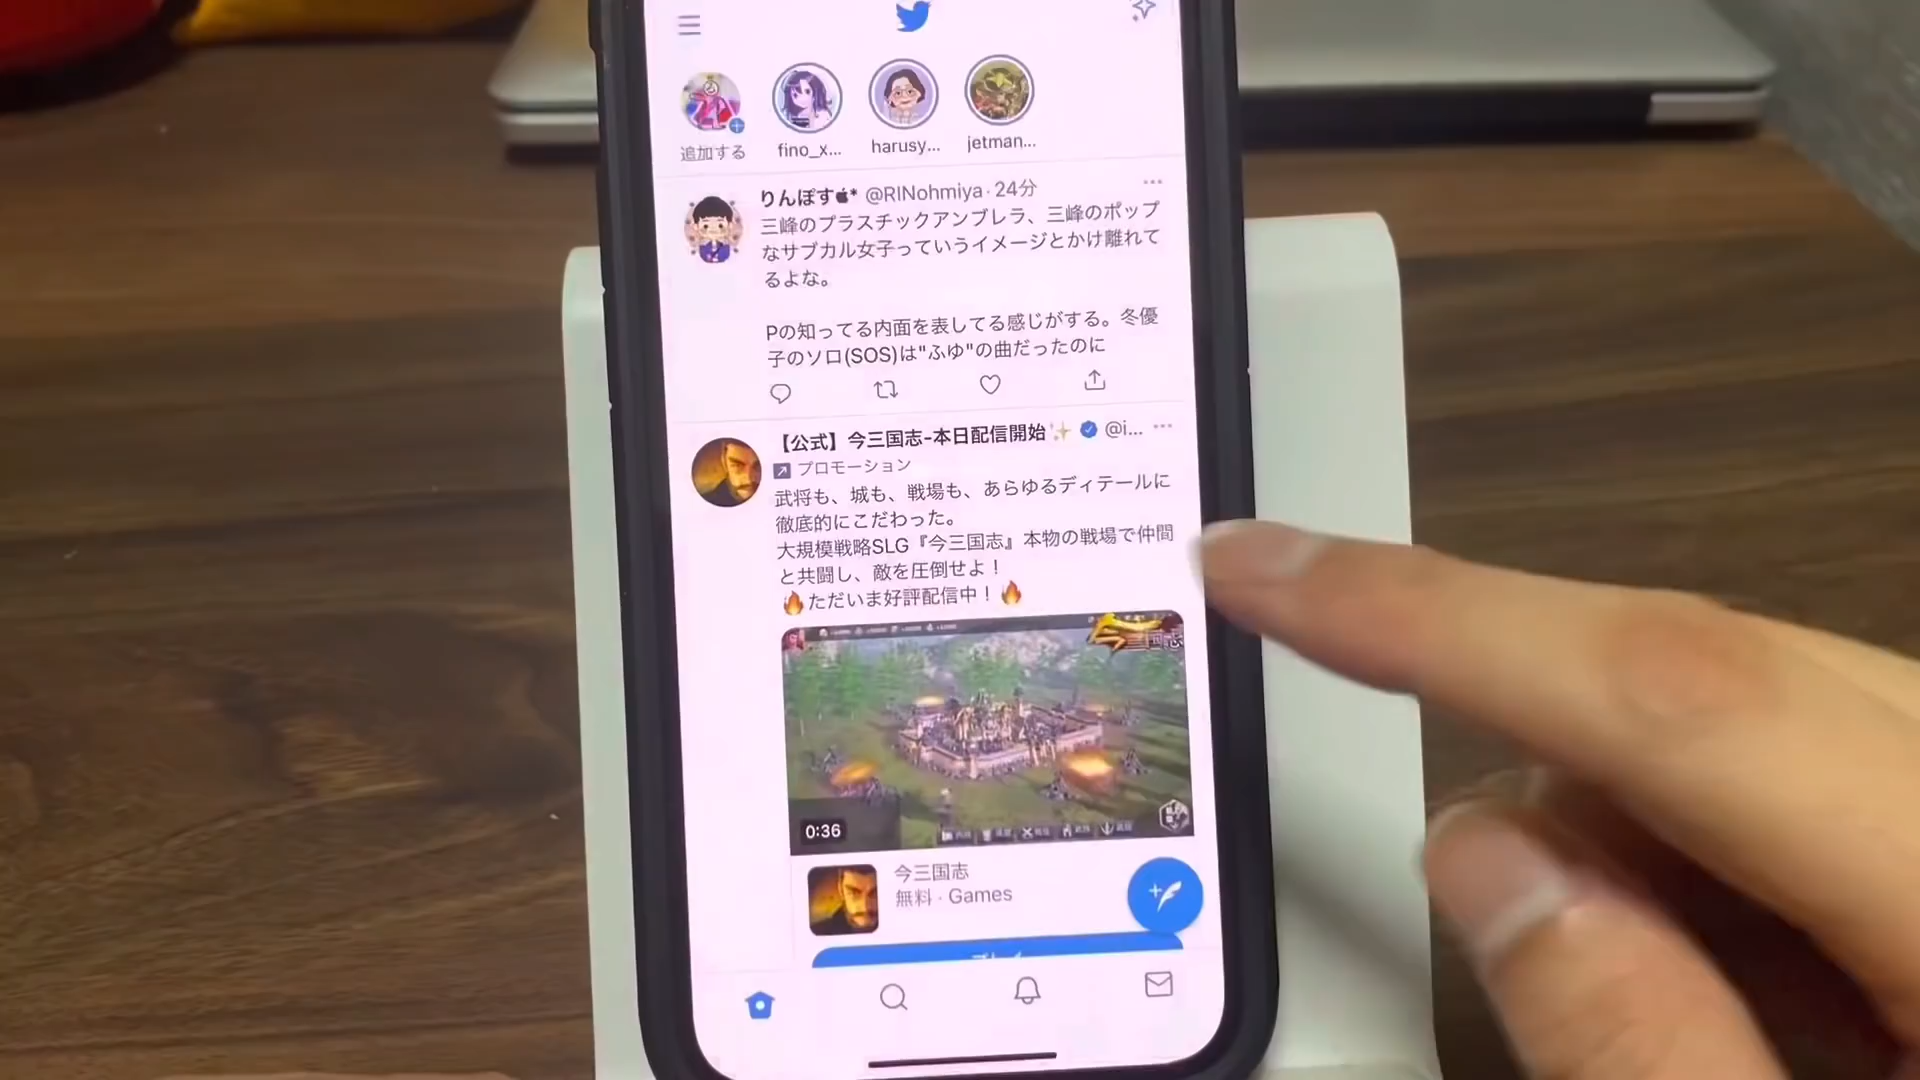 追加する
fino_x...
harusy...
jetman...
りんぽす* @RINohmiya · 24分
三峰のプラスチックアンブレラ、三峰のポップ
なサブカル女子っていうイメージとかけ離れて
るよな。
Pの知ってる内面を表してる感じがする。冬優
子のソロ(SOS)は"ふゆ"の曲だったのに
【公式】今三国志-本日配信開始✨ @i...
プロモーション
武将も、城も、戦場も、あらゆるディテールに
徹底的にこだわった。
大規模戦略SLG『今三国志』本物の戦場で仲間
と共闘し、敵を圧倒せよ！
🔥ただいま好評配信中！🔥
三国志
0:36
今三国志
無料 · Games